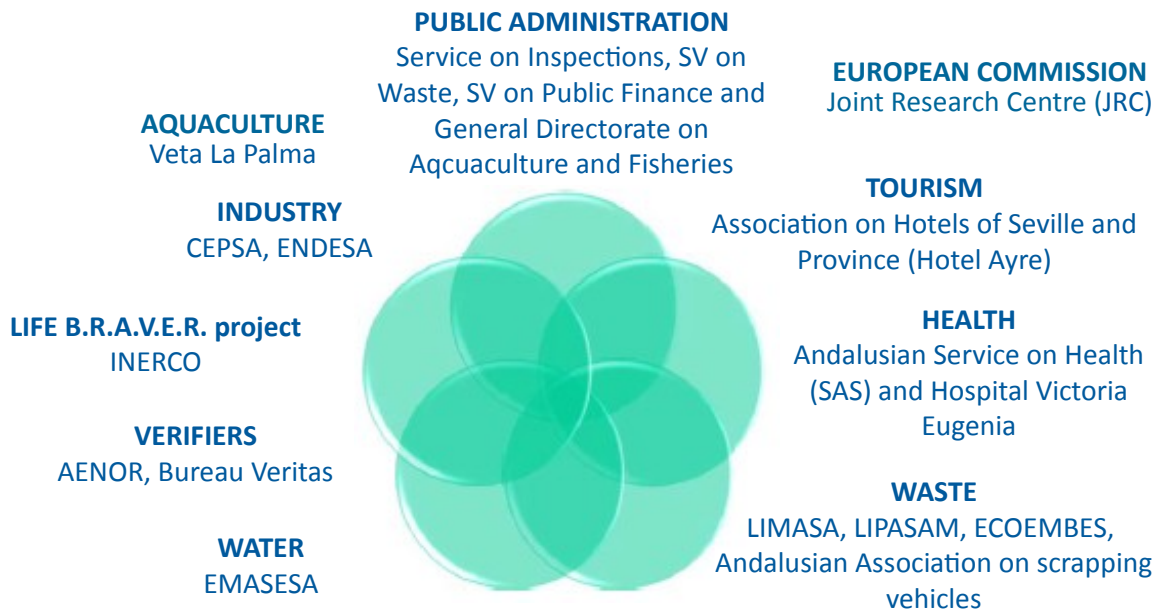 PUBLIC ADMINISTRATION
Service on Inspections, SV on
Waste, SV on Public Finance and
General Directorate on
Aqcuaculture and Fisheries
EUROPEAN COMMISSION
Joint Research Centre (JRC)
AQUACULTURE
Veta La Palma
TOURISM
Association on Hotels of Seville and
Province (Hotel Ayre)
INDUSTRY
CEPSA, ENDESA
HEALTH
Andalusian Service on Health
(SAS) and Hospital Victoria
Eugenia
LIFE B.R.A.V.E.R. project
INERCO
VERIFIERS
AENOR, Bureau Veritas
WASTE
LIMASA, LIPASAM, ECOEMBES,
Andalusian Association on scrapping
vehicles
WATER
EMASESA